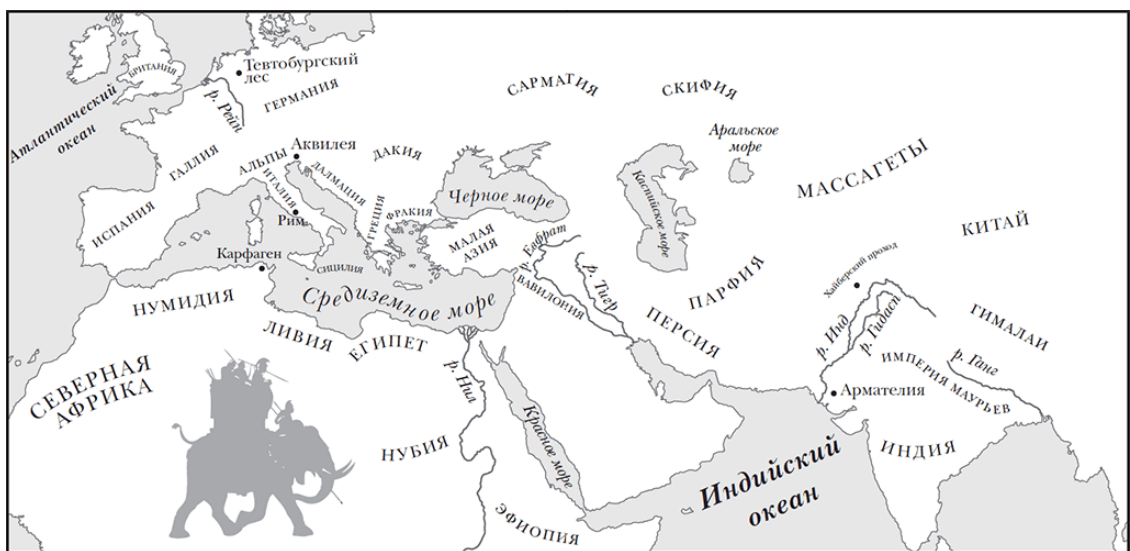 БРИТАНИЯ
Тевтобургский
лес
Атлантический
океан
р. Рейн
ГЕРМАНИЯ
САРМАТИЯ
СКИФИЯ
Аральское
море
ГАЛЛИЯ
АЛЬПЫ
Аквилея
ДАКИЯ
ИТАЛИЯ
ДАЛМАЦИЯ
МАССАГЕТЫ
ИСПАНИЯ
Рим
ГРЕЦИЯ
ФРАКИЯ
Черное море
Каспийское море
КИТАЙ
Карфаген
СИЦИЛИЯ
МАЛАЯ
АЗИЯ
р. Евфрат
ВАВИЛОНИЯ
р. Тигр
ПАРФИЯ
Хайберский проход
НУМИДИЯ
Средиземное море
ПЕРСИЯ
р. Инд
р. Гидасп
ГИМАЛАИ
ЛИВИЯ
ЕГИПЕТ
ИМПЕРИЯ МАУРЬЕВ
р. Ганг
СЕВЕРНАЯ
АФРИКА
р. Нил
Арматели­я
НУБИЯ
Красное море
ИНДИЯ
Индийский
океан
ЭФИОПИЯ